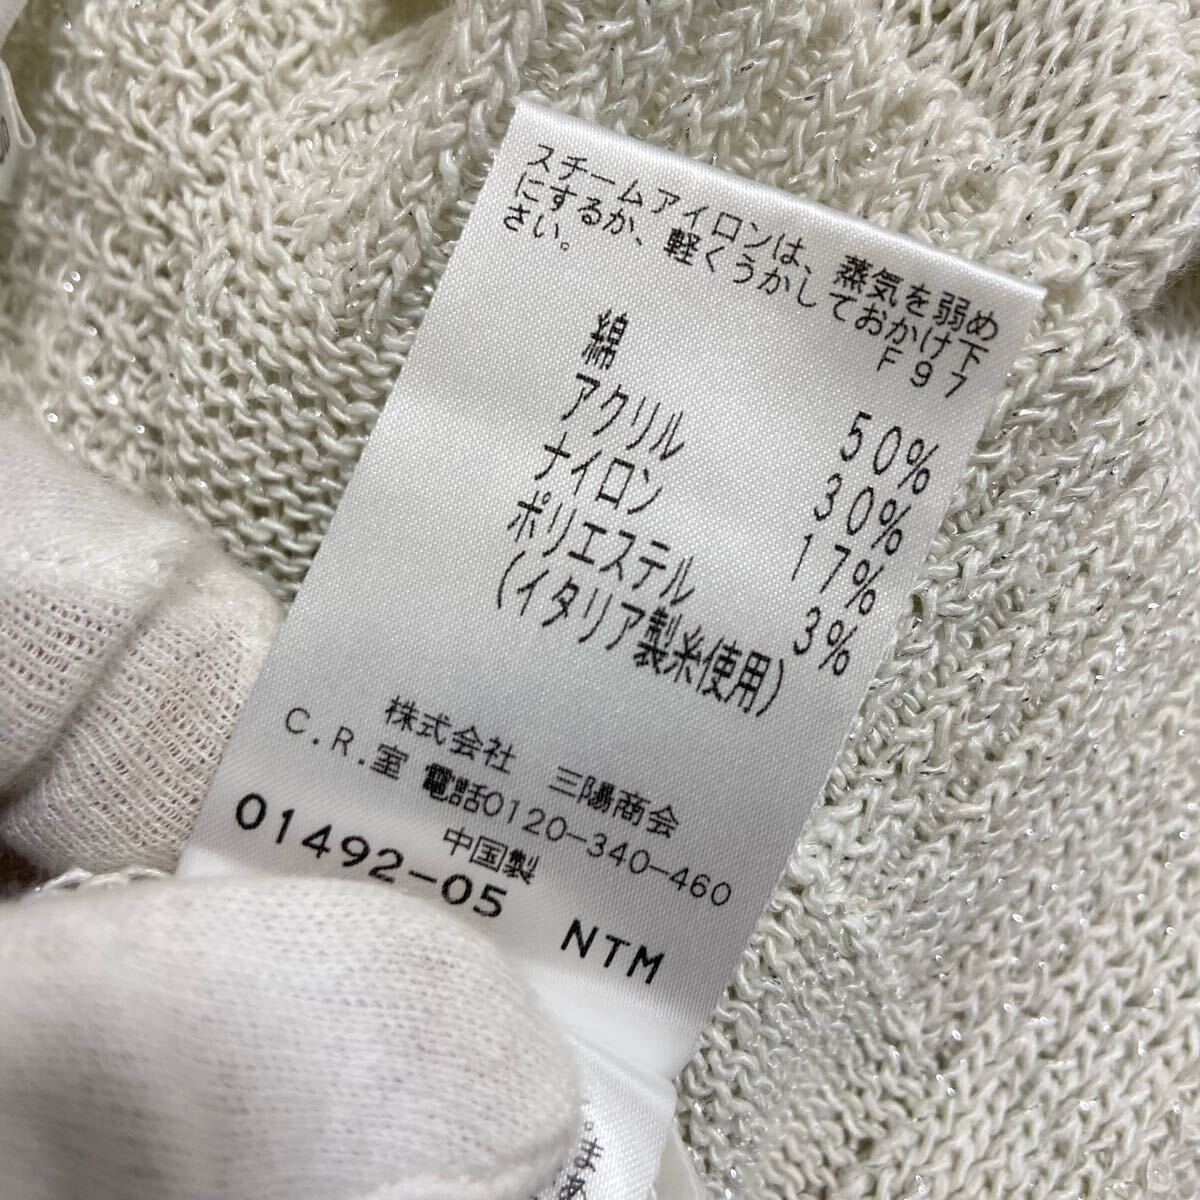 スチームアイロンは、蒸気を弱め
にするか、軽くうかしておかけ下
さい。
F97
綿 50%
アクリル 30%
ナイロン 17%
ポリエステル 3%
(イタリア製糸使用)
株式会社 三陽商会
C.R.室 電話0120-340-460
中国製
01492-05 NTM